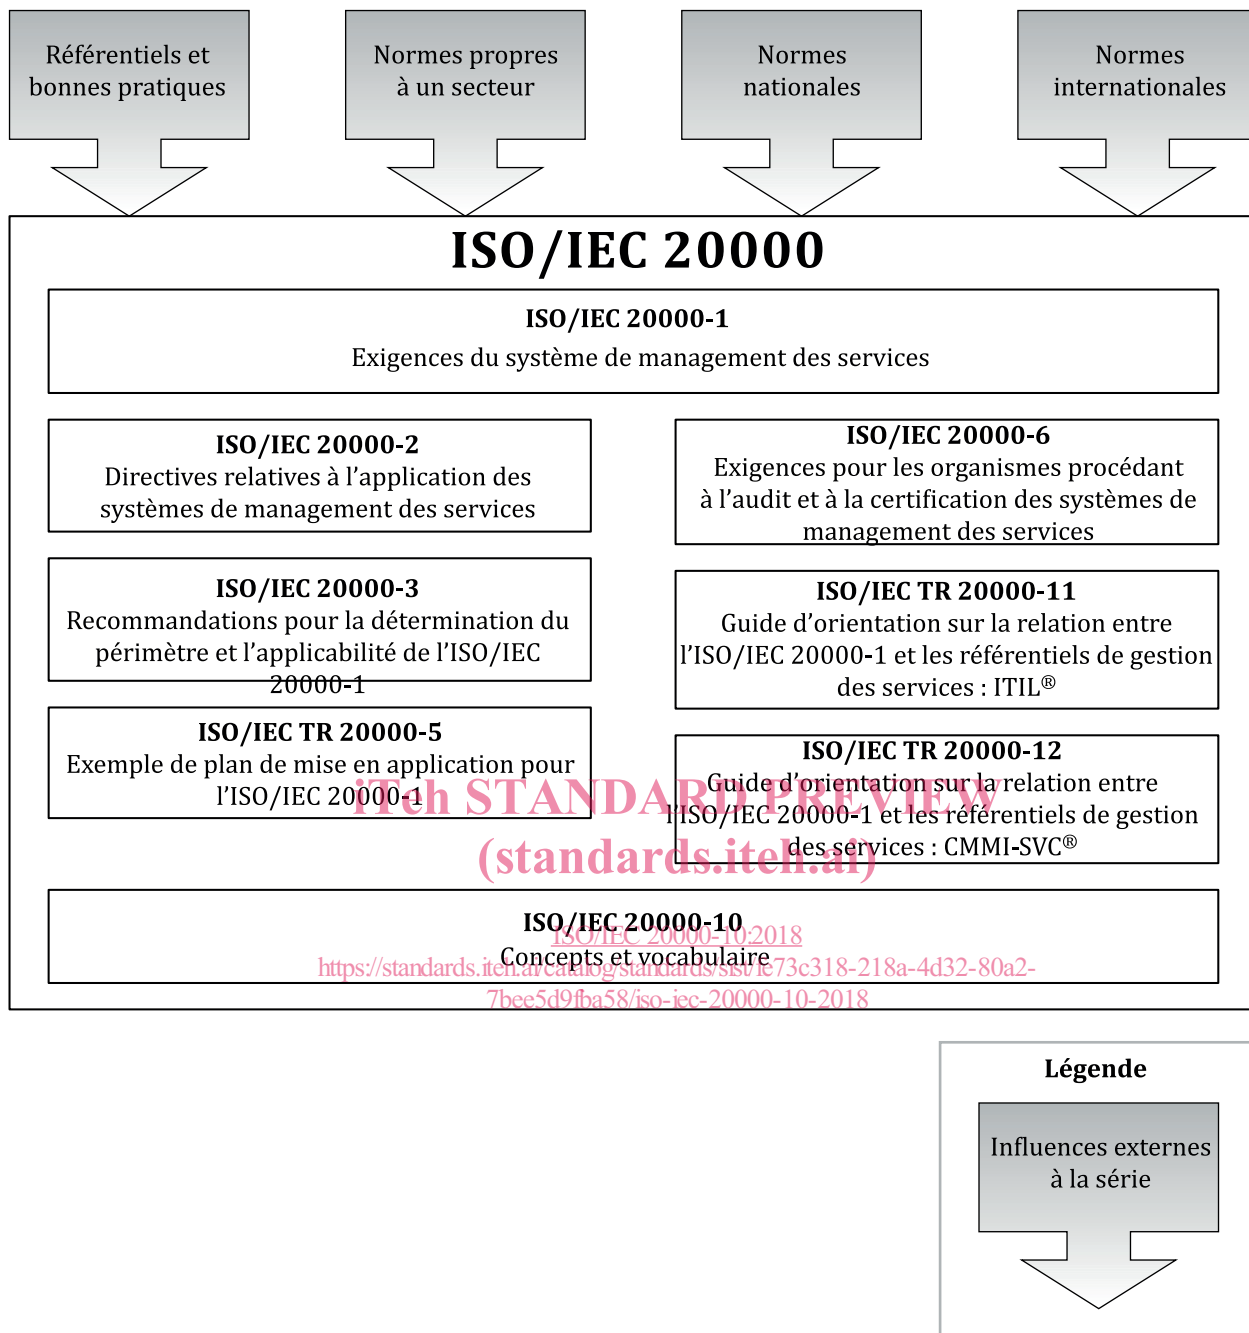 Référentiels et
bonnes pratiques
Normes propres
à un secteur
Normes
nationales
Normes
internationales
ISO/IEC 20000
ISO/IEC 20000-1
Exigences du système de management des services
ISO/IEC 20000-2
Directives relatives à l’application des
systèmes de management des services
ISO/IEC 20000-3
Recommandations pour la détermination du
périmètre et l’applicabilité de l’ISO/IEC
20000-1
ISO/IEC TR 20000-5
Exemple de plan de mise en application pour
l’ISO/IEC 20000-1
ISO/IEC 20000-6
Exigences pour les organismes procédant
à l’audit et à la certification des systèmes de
management des services
ISO/IEC TR 20000-11
Guide d’orientation sur la relation entre
l’ISO/IEC 20000-1 et les référentiels de gestion
des services : ITIL®
ISO/IEC TR 20000-12
Guide d’orientation sur la relation entre
l’ISO/IEC 20000-1 et les référentiels de gestion
des services : CMMI-SVC®
iTeh STANDARD PREVIEW
(standards.iteh.ai)
ISO/IEC 20000-10
Concepts et vocabulaire
ISO/IEC 20000-10:2018
https://standards.iteh.ai/catalog/standards/sist/fe73c318-218a-4d32-80a2-
7bee5d9fba58/iso-iec-20000-10-2018
Légende
Influences externes
à la série